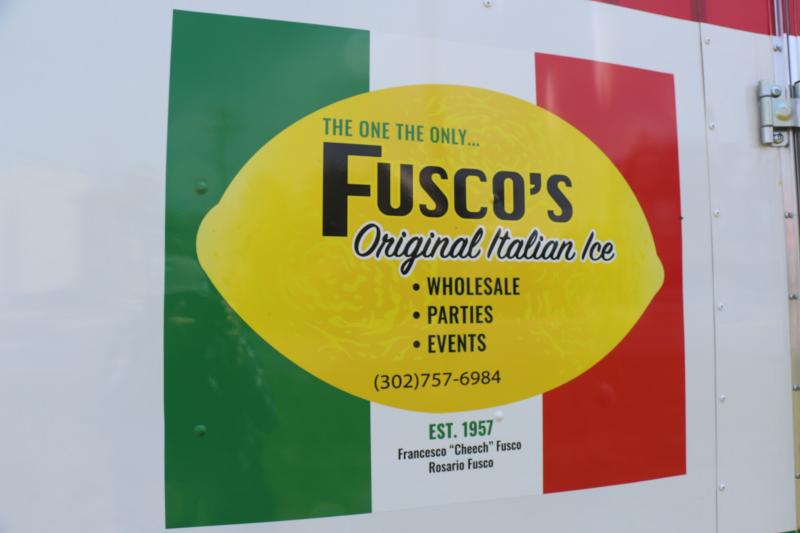 THE ONE THE ONLY...
FUSCO'S
Original Italian Ice
• WHOLESALE
• PARTIES
• EVENTS
(302)757-6984
EST. 1957
Francesco "Cheech" Fusco
Rosario Fusco